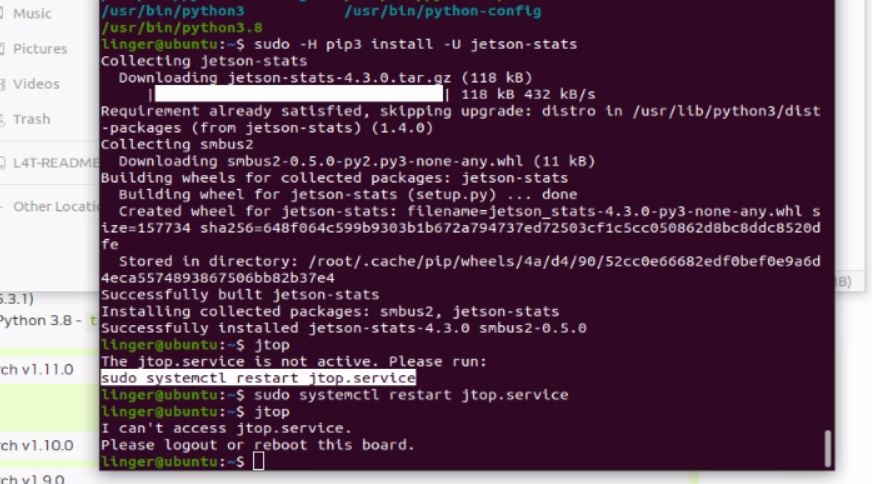 Music
Pictures
Videos
Trash
L4T-README
Other Locatio
5.3.1)
Python 3.8 - t
rch v1.11.0
rch v1.10.0
rch v1.9.0
MB)
/usr/bin/python3 /usr/bin/python-config
/usr/bin/python3.8
linger@ubuntu:~$ sudo -H pip3 install -U jetson-stats
Collecting jetson-stats
Downloading jetson-stats-4.3.0.tar.gz (118 kB)
| | 118 kB 432 kB/s
Requirement already satisfied, skipping upgrade: distro in /usr/lib/python3/dist
-packages (from jetson-stats) (1.4.0)
Collecting smbus2
Downloading smbus2-0.5.0-py2.py3-none-any.whl (11 kB)
Building wheels for collected packages: jetson-stats
Building wheel for jetson-stats (setup.py) ... done
Created wheel for jetson-stats: filename=jetson_stats-4.3.0-py3-none-any.whl s
ize=157734 sha256=648f064c599b9303b1b672a794737ed72503cf1c5cc050862d8bc8ddc8520d
fe
Stored in directory: /root/.cache/pip/wheels/4a/d4/90/52cc0e66682edf0bef0e9a6d
4eca5574893867506bb82b37e4
Successfully built jetson-stats
Installing collected packages: smbus2, jetson-stats
Successfully installed jetson-stats-4.3.0 smbus2-0.5.0
linger@ubuntu:~$ jtop
The jtop.service is not active. Please run:
sudo systemctl restart jtop.service
linger@ubuntu:~$ sudo systemctl restart jtop.service
linger@ubuntu:~$ jtop
I can't access jtop.service.
Please logout or reboot this board.
linger@ubuntu:~$